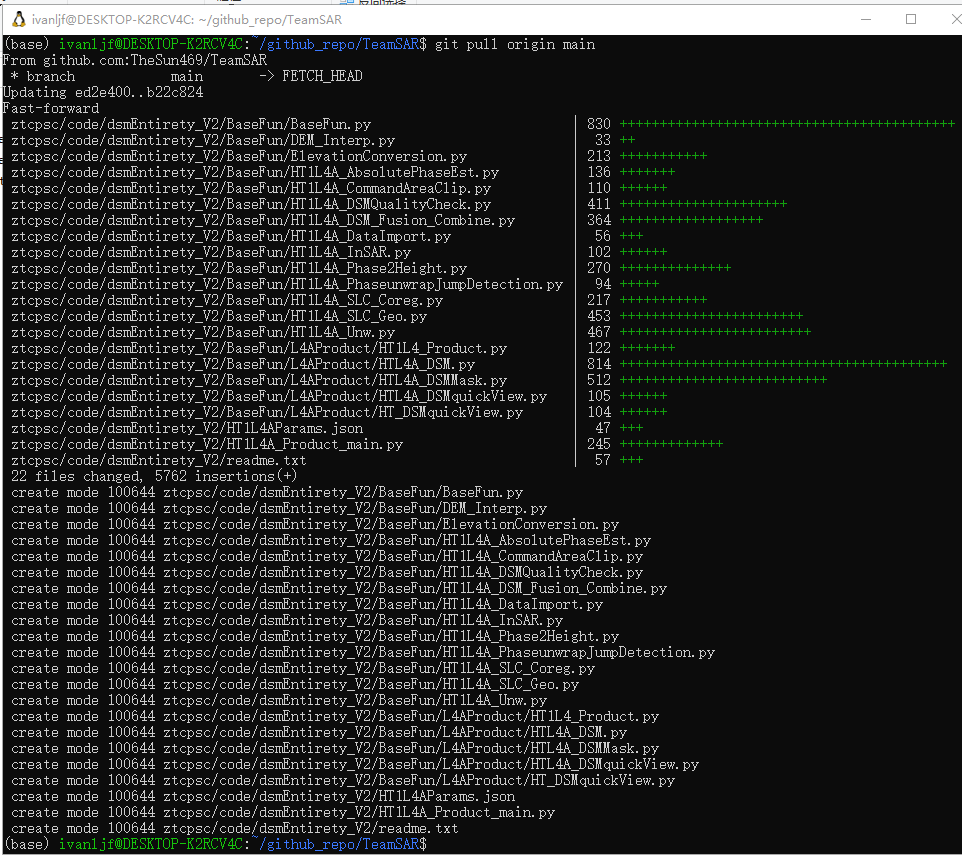 ivanljf@DESKTOP-K2RCV4C: ~/github_repo/TeamSAR
(base) ivanljf@DESKTOP-K2RCV4C:~/github_repo/TeamSAR$ git pull origin main
From github.com:TheSun469/TeamSAR
 * branch            main       -> FETCH_HEAD
Updating ed2e400..b22c824
Fast-forward
 ztcpsc/code/dsmEntirety_V2/BaseFun/BaseFun.py | 830 ++++++++++++++++++++++++++++++++++++++++++
 ztcpsc/code/dsmEntirety_V2/BaseFun/DEM_Interp.py | 33 ++
 ztcpsc/code/dsmEntirety_V2/BaseFun/ElevationConversion.py | 213 +++++++++++
 ztcpsc/code/dsmEntirety_V2/BaseFun/HT1L4A_AbsolutePhaseEst.py | 136 +++++++
 ztcpsc/code/dsmEntirety_V2/BaseFun/HT1L4A_CommandAreaClip.py | 110 ++++++
 ztcpsc/code/dsmEntirety_V2/BaseFun/HT1L4A_DSMQualityCheck.py | 411 +++++++++++++++++++++
 ztcpsc/code/dsmEntirety_V2/BaseFun/HT1L4A_DSM_Fusion_Combine.py | 364 ++++++++++++++++++
 ztcpsc/code/dsmEntirety_V2/BaseFun/HT1L4A_DataImport.py | 56 +++
 ztcpsc/code/dsmEntirety_V2/BaseFun/HT1L4A_InSAR.py | 102 ++++++
 ztcpsc/code/dsmEntirety_V2/BaseFun/HT1L4A_Phase2Height.py | 270 ++++++++++++++
 ztcpsc/code/dsmEntirety_V2/BaseFun/HT1L4A_PhaseunwrapJumpDetection.py | 94 +++++
 ztcpsc/code/dsmEntirety_V2/BaseFun/HT1L4A_SLC_Coreg.py | 217 +++++++++++
 ztcpsc/code/dsmEntirety_V2/BaseFun/HT1L4A_SLC_Geo.py | 453 +++++++++++++++++++++++
 ztcpsc/code/dsmEntirety_V2/BaseFun/HT1L4A_Unw.py | 467 ++++++++++++++++++++++++
 ztcpsc/code/dsmEntirety_V2/BaseFun/L4AProduct/HT1L4_Product.py | 122 +++++++
 ztcpsc/code/dsmEntirety_V2/BaseFun/L4AProduct/HTL4A_DSM.py | 814 +++++++++++++++++++++++++++++++++++++++++
 ztcpsc/code/dsmEntirety_V2/BaseFun/L4AProduct/HTL4A_DSMMask.py | 512 ++++++++++++++++++++++++++
 ztcpsc/code/dsmEntirety_V2/BaseFun/L4AProduct/HTL4A_DSMquickView.py | 105 ++++++
 ztcpsc/code/dsmEntirety_V2/BaseFun/L4AProduct/HT_DSMquickView.py | 104 ++++++
 ztcpsc/code/dsmEntirety_V2/HT1L4AParams.json | 47 +++
 ztcpsc/code/dsmEntirety_V2/HT1L4A_Product_main.py | 245 +++++++++++++
 ztcpsc/code/dsmEntirety_V2/readme.txt | 57 +++
 22 files changed, 5762 insertions(+)
 create mode 100644 ztcpsc/code/dsmEntirety_V2/BaseFun/BaseFun.py
 create mode 100644 ztcpsc/code/dsmEntirety_V2/BaseFun/DEM_Interp.py
 create mode 100644 ztcpsc/code/dsmEntirety_V2/BaseFun/ElevationConversion.py
 create mode 100644 ztcpsc/code/dsmEntirety_V2/BaseFun/HT1L4A_AbsolutePhaseEst.py
 create mode 100644 ztcpsc/code/dsmEntirety_V2/BaseFun/HT1L4A_CommandAreaClip.py
 create mode 100644 ztcpsc/code/dsmEntirety_V2/BaseFun/HT1L4A_DSMQualityCheck.py
 create mode 100644 ztcpsc/code/dsmEntirety_V2/BaseFun/HT1L4A_DSM_Fusion_Combine.py
 create mode 100644 ztcpsc/code/dsmEntirety_V2/BaseFun/HT1L4A_DataImport.py
 create mode 100644 ztcpsc/code/dsmEntirety_V2/BaseFun/HT1L4A_InSAR.py
 create mode 100644 ztcpsc/code/dsmEntirety_V2/BaseFun/HT1L4A_Phase2Height.py
 create mode 100644 ztcpsc/code/dsmEntirety_V2/BaseFun/HT1L4A_PhaseunwrapJumpDetection.py
 create mode 100644 ztcpsc/code/dsmEntirety_V2/BaseFun/HT1L4A_SLC_Coreg.py
 create mode 100644 ztcpsc/code/dsmEntirety_V2/BaseFun/HT1L4A_SLC_Geo.py
 create mode 100644 ztcpsc/code/dsmEntirety_V2/BaseFun/HT1L4A_Unw.py
 create mode 100644 ztcpsc/code/dsmEntirety_V2/BaseFun/L4AProduct/HT1L4_Product.py
 create mode 100644 ztcpsc/code/dsmEntirety_V2/BaseFun/L4AProduct/HTL4A_DSM.py
 create mode 100644 ztcpsc/code/dsmEntirety_V2/BaseFun/L4AProduct/HTL4A_DSMMask.py
 create mode 100644 ztcpsc/code/dsmEntirety_V2/BaseFun/L4AProduct/HTL4A_DSMquickView.py
 create mode 100644 ztcpsc/code/dsmEntirety_V2/BaseFun/L4AProduct/HT_DSMquickView.py
 create mode 100644 ztcpsc/code/dsmEntirety_V2/HT1L4AParams.json
 create mode 100644 ztcpsc/code/dsmEntirety_V2/HT1L4A_Product_main.py
 create mode 100644 ztcpsc/code/dsmEntirety_V2/readme.txt
(base) ivanljf@DESKTOP-K2RCV4C:~/github_repo/TeamSAR$